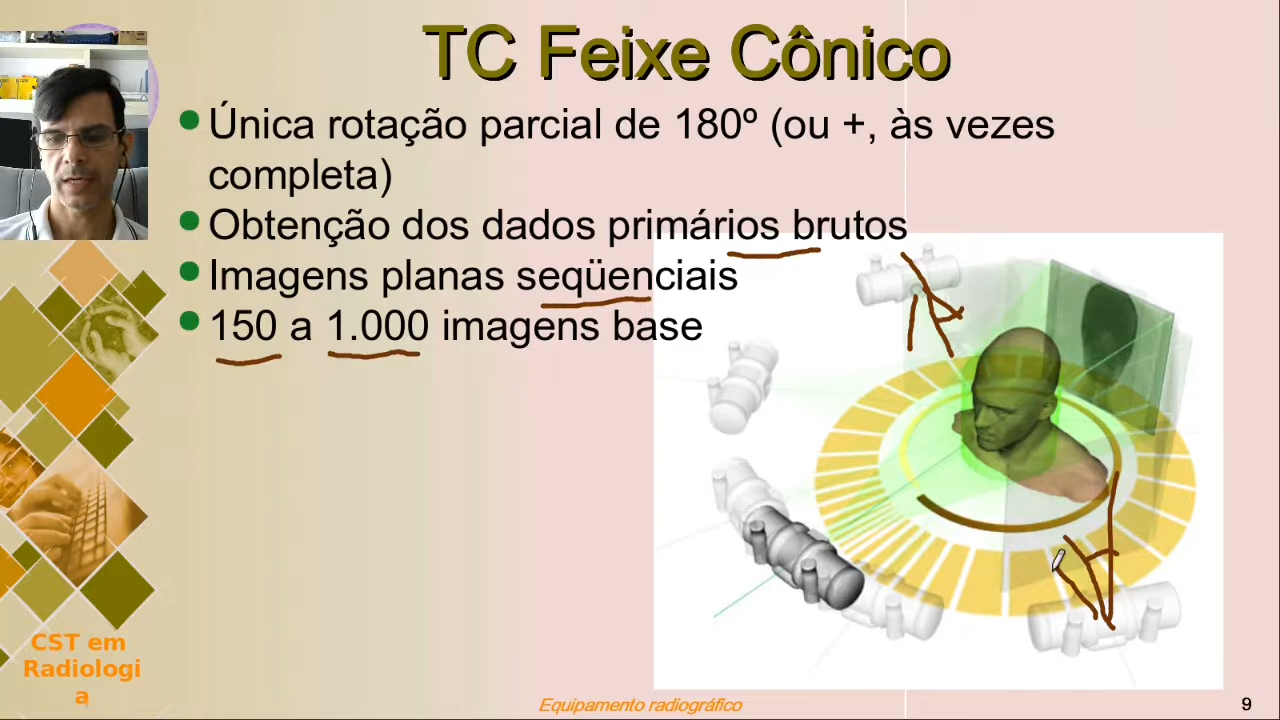 TC Feixe Cônico
Única rotação parcial de 180º (ou +, às vezes
completa)
Obtenção dos dados primários brutos
Imagens planas seqüenciais
150 a 1.000 imagens base
CST em
Radiologi
a
Equipamento radiográfico
9